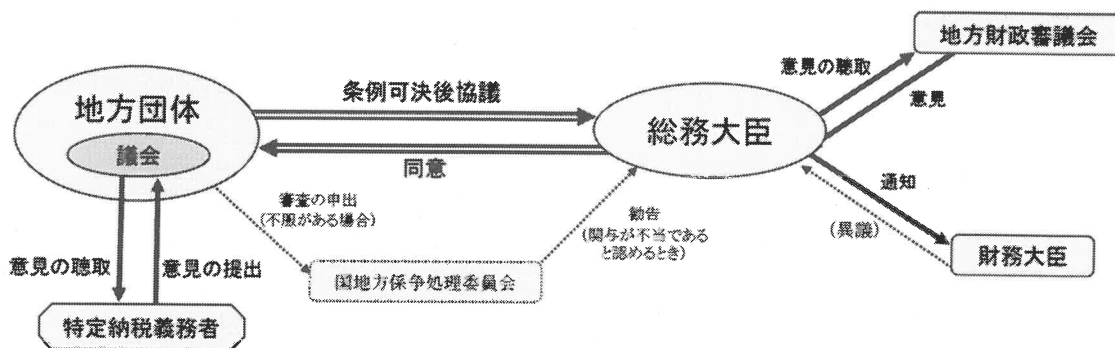 地方財政審議会
意見の聴取
意見
地方団体
議会
条例可決後協議
総務大臣
同意
通知
(異議)
財務大臣
審査の申出
(不服がある場合)
勧告
(関与が不当である
と認めるとき)
国地方係争処理委員会
意見の聴取
意見の提出
特定納税義務者